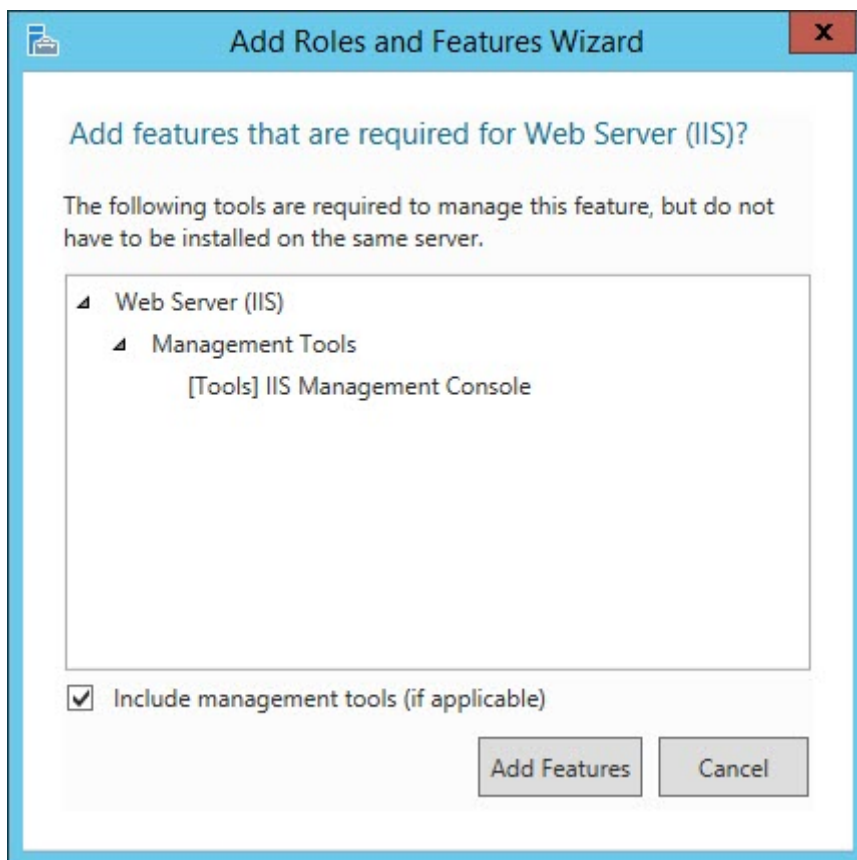 Add Roles and Features Wizard
x
Add features that are required for Web Server (IIS)?
The following tools are required to manage this feature, but do not
have to be installed on the same server.
Web Server (IIS)
Management Tools
[Tools] IIS Management Console
Include management tools (if applicable)
Add Features
Cancel